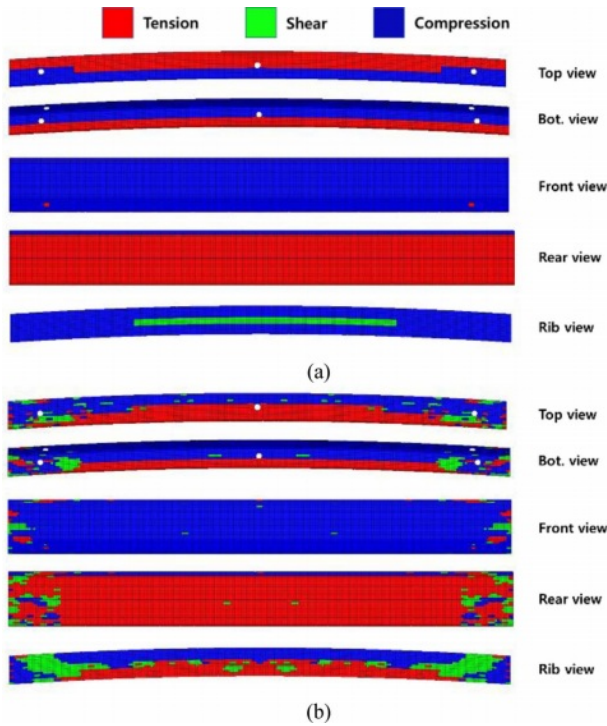 Tension Shear Compression
Top view
Bot. view
Front view
Rear view
Rib view
(a)
Top view
Bot. view
Front view
Rear view
Rib view
(b)